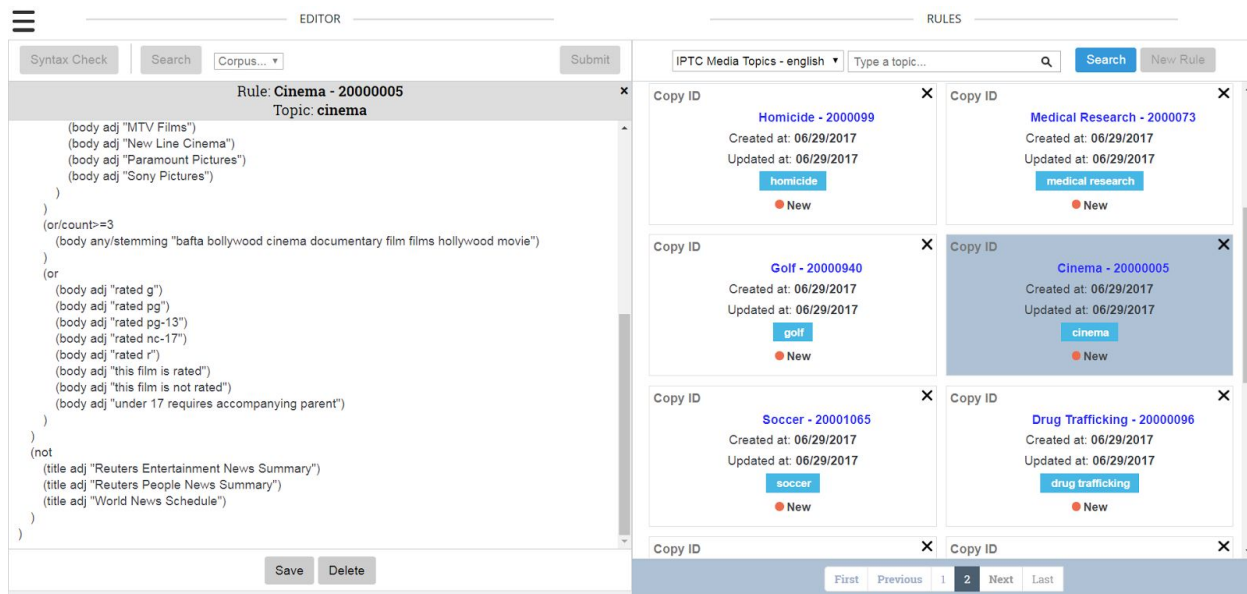 EDITOR
Syntax Check Search Corpus... Submit
Rule: Cinema - 20000005
Topic: cinema
(body adj "MTV Films")
(body adj "New Line Cinema")
(body adj "Paramount Pictures")
(body adj "Sony Pictures")
)
)
(or/count>=3
(body any/stemming "bafta bollywood cinema documentary film films hollywood movie")
)
(or
(body adj "rated g")
(body adj "rated pg")
(body adj "rated pg-13")
(body adj "rated nc-17")
(body adj "rated r")
(body adj "this film is rated")
(body adj "this film is not rated")
(body adj "under 17 requires accompanying parent")
)
)
(not
(title adj "Reuters Entertainment News Summary")
(title adj "Reuters People News Summary")
(title adj "World News Schedule")
)
)
Save Delete
RULES
IPTC Media Topics - english Type a topic... Search New Rule
Copy ID
Homicide - 2000099
Created at: 06/29/2017
Updated at: 06/29/2017
homicide
New
Copy ID
Medical Research - 2000073
Created at: 06/29/2017
Updated at: 06/29/2017
medical research
New
Copy ID
Golf - 20000940
Created at: 06/29/2017
Updated at: 06/29/2017
golf
New
Copy ID
Cinema - 20000005
Created at: 06/29/2017
Updated at: 06/29/2017
cinema
New
Copy ID
Soccer - 20001065
Created at: 06/29/2017
Updated at: 06/29/2017
soccer
New
Copy ID
Drug Trafficking - 20000096
Created at: 06/29/2017
Updated at: 06/29/2017
drug trafficking
New
Copy ID
Copy ID
First Previous 1 2 Next Last